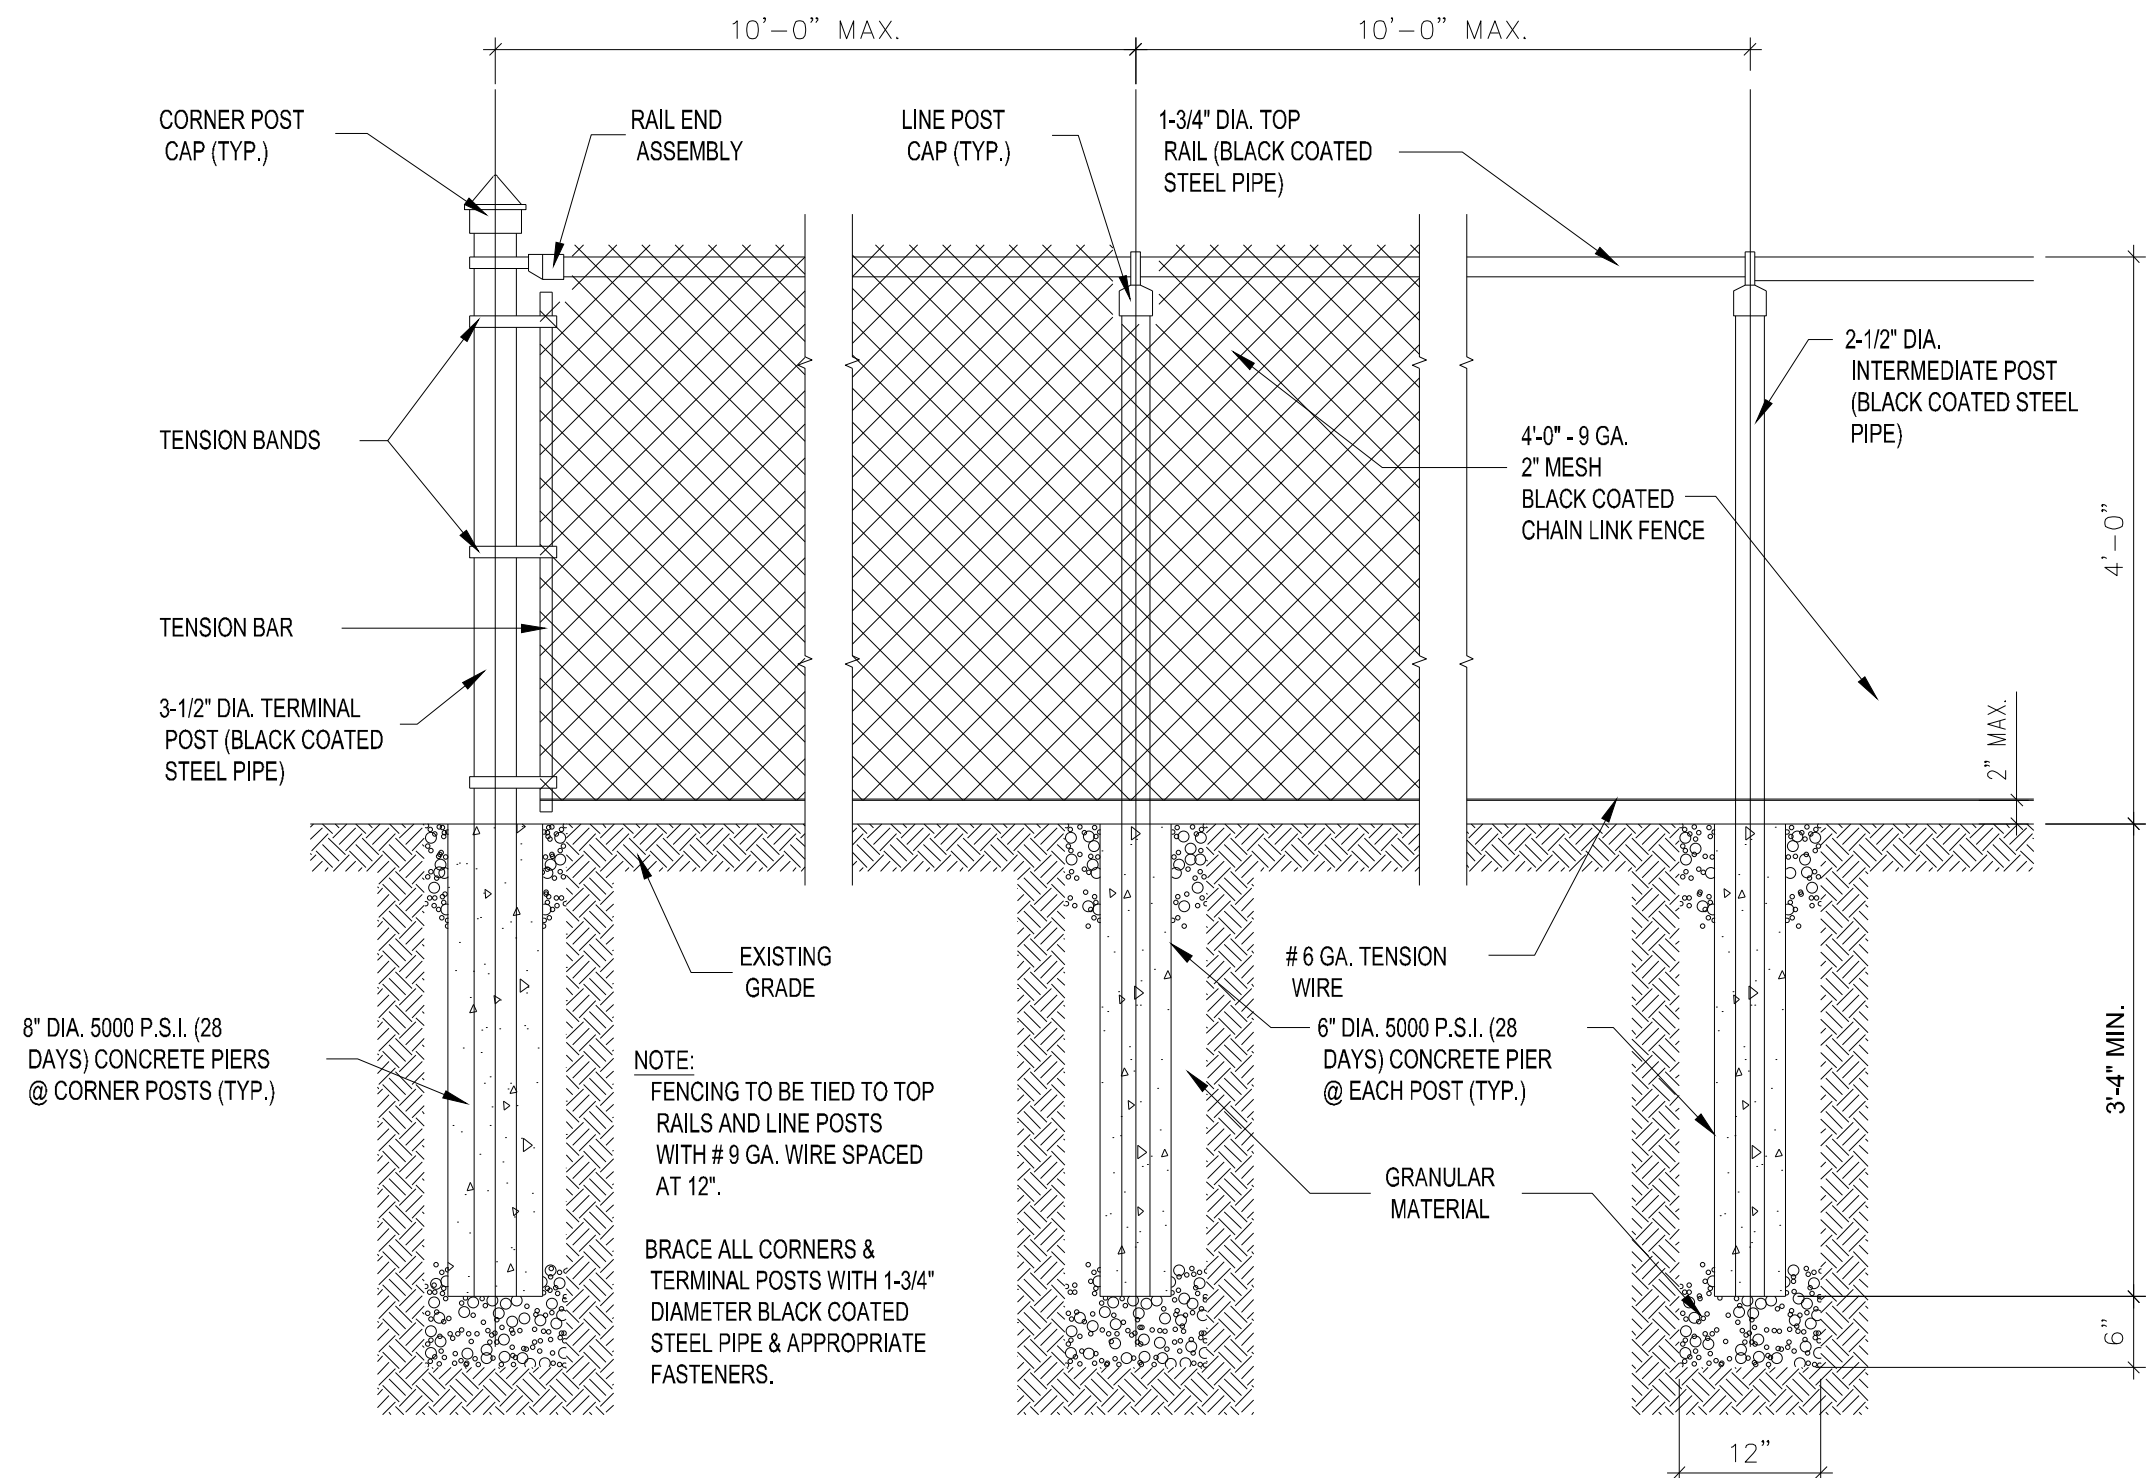 10'-0" MAX.
10'-0" MAX.
CORNER POST
CAP (TYP.)
RAIL END
ASSEMBLY
LINE POST
CAP (TYP.)
1-3/4" DIA. TOP
RAIL (BLACK COATED
STEEL PIPE)
2-1/2" DIA.
INTERMEDIATE POST
(BLACK COATED STEEL
PIPE)
TENSION BANDS
4'-0" - 9 GA.
2" MESH
BLACK COATED
CHAIN LINK FENCE
4'-0"
TENSION BAR
3-1/2" DIA. TERMINAL
POST (BLACK COATED
STEEL PIPE)
2" MAX.
EXISTING
GRADE
# 6 GA. TENSION
WIRE
8" DIA. 5000 P.S.I. (28
DAYS) CONCRETE PIERS
@ CORNER POSTS (TYP.)
6" DIA. 5000 P.S.I. (28
DAYS) CONCRETE PIER
@ EACH POST (TYP.)
3'-4" MIN.
NOTE:
FENCING TO BE TIED TO TOP
RAILS AND LINE POSTS
WITH # 9 GA. WIRE SPACED
AT 12".
BRACE ALL CORNERS &
TERMINAL POSTS WITH 1-3/4"
DIAMETER BLACK COATED
STEEL PIPE & APPROPRIATE
FASTENERS.
GRANULAR
MATERIAL
6"
12"